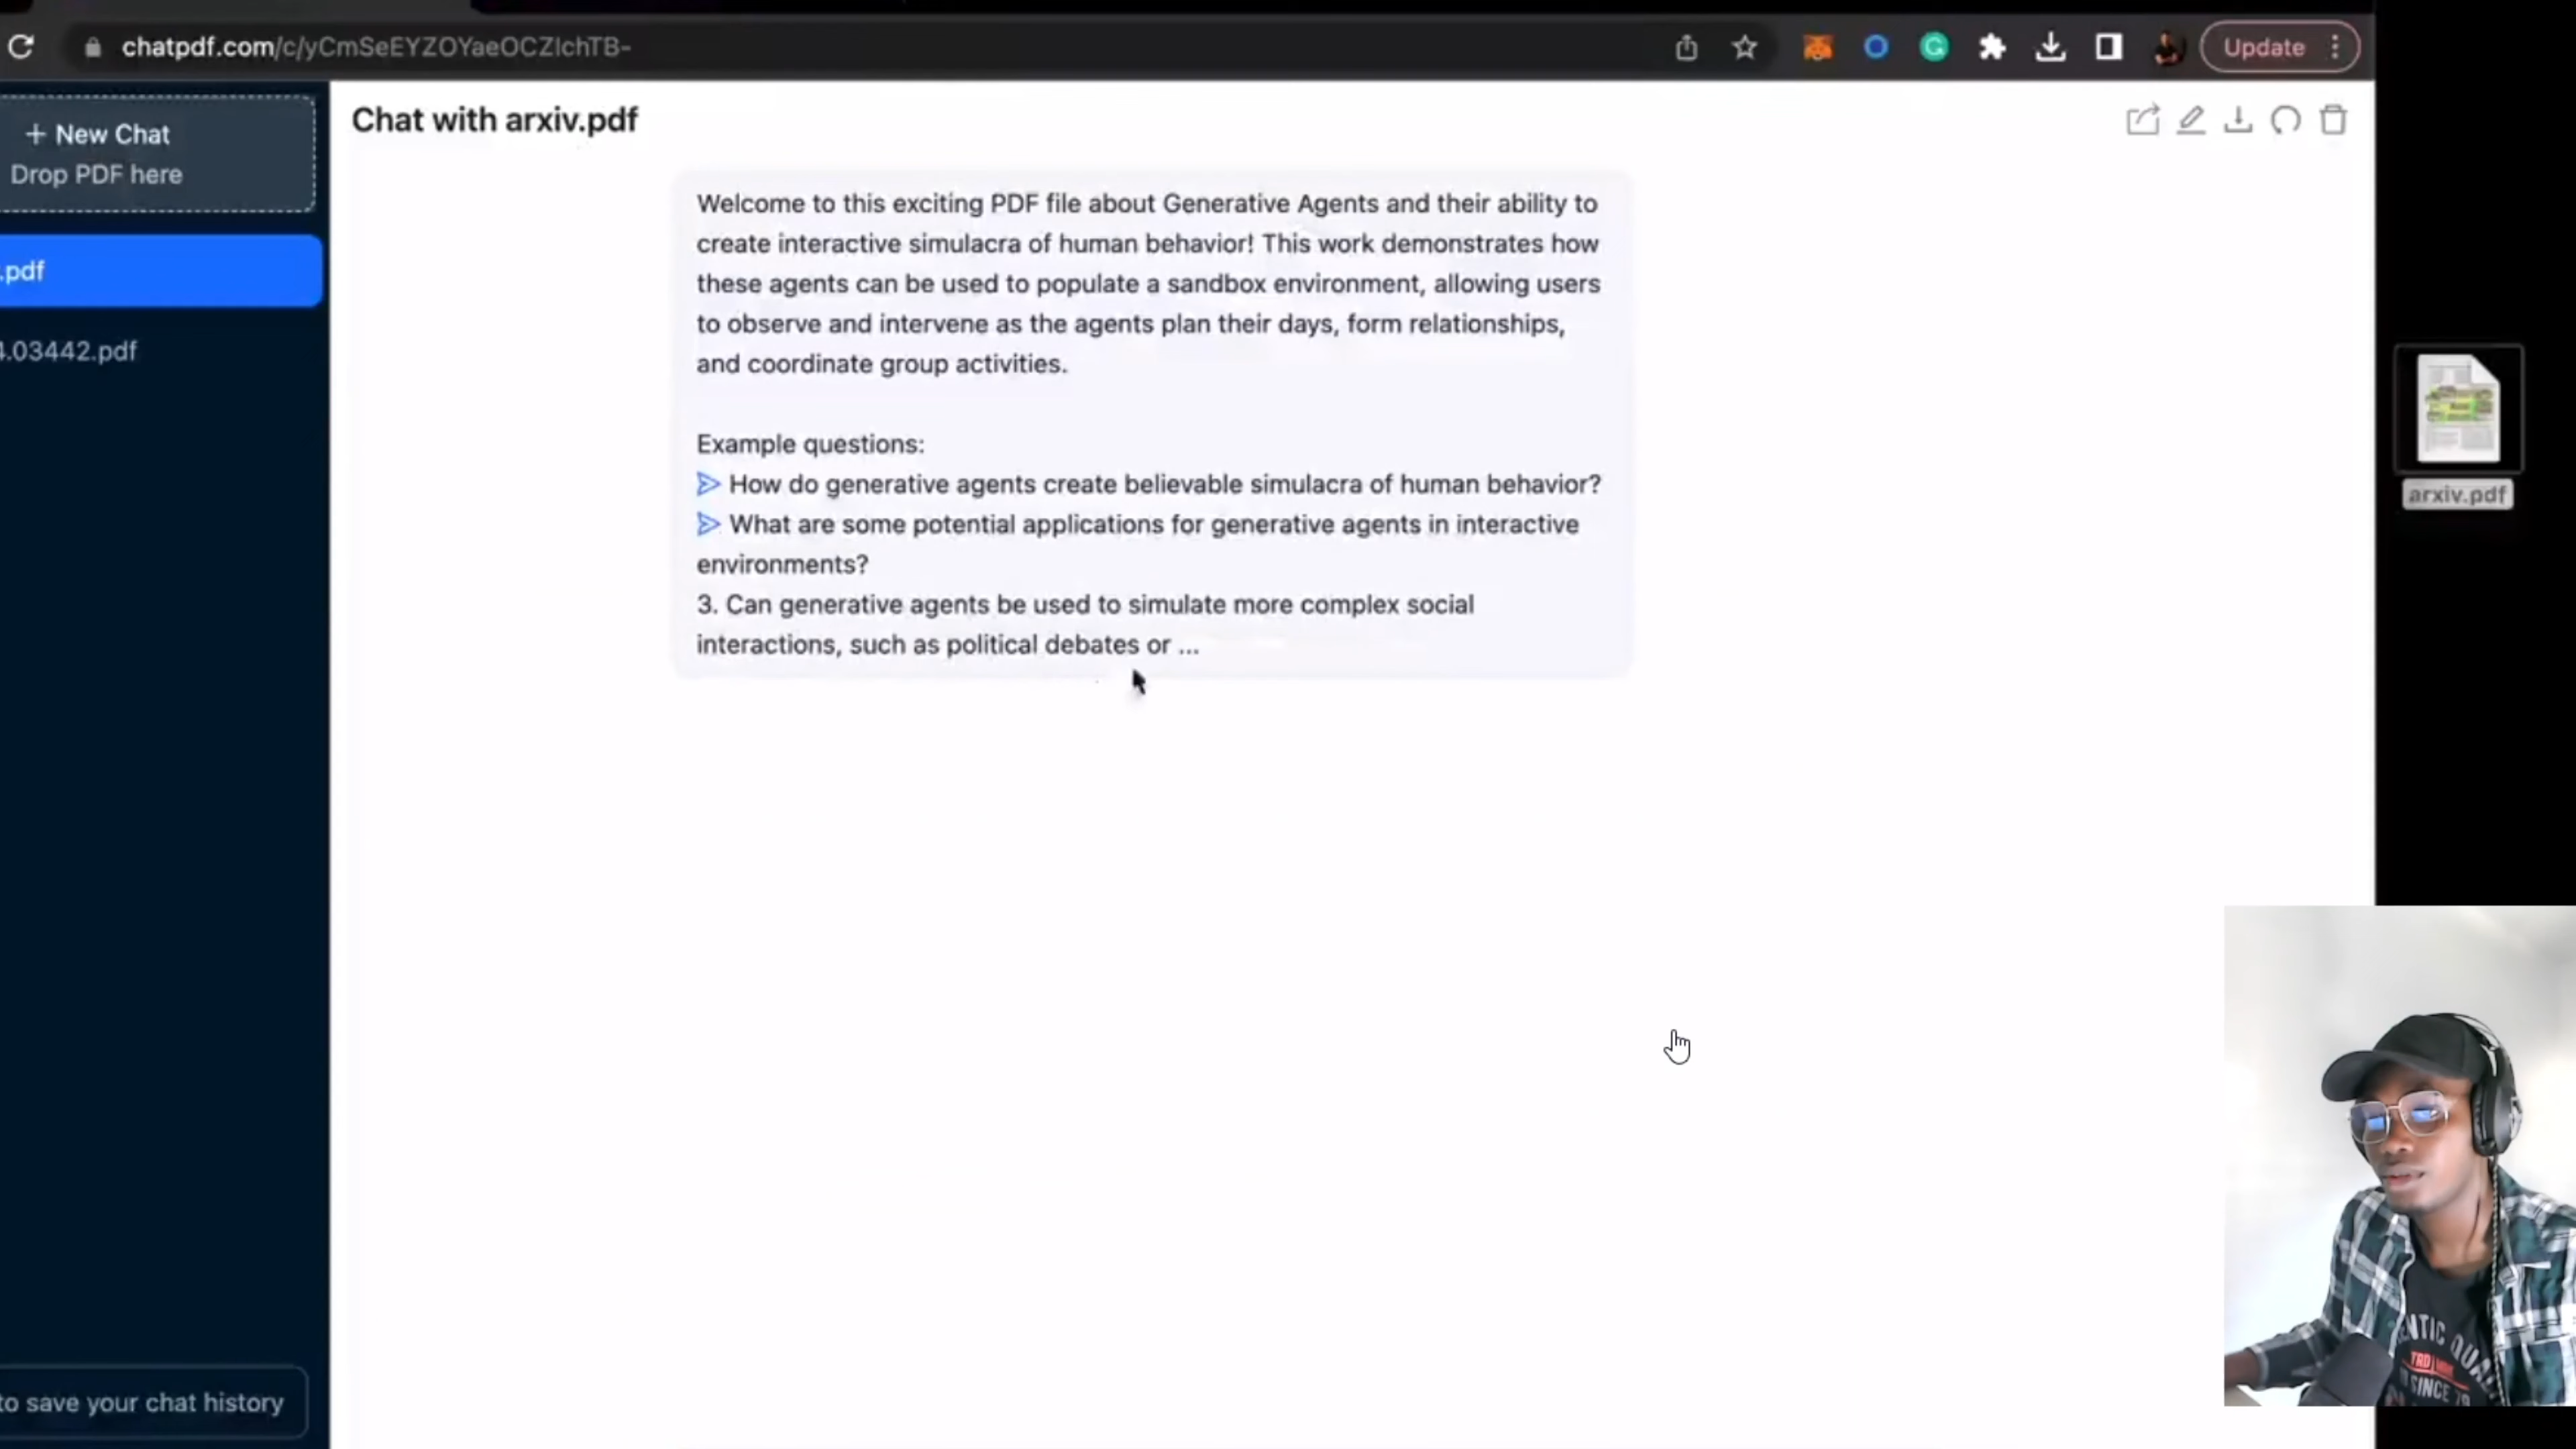 chatpdf.com/c/yCmSeEYZOYaeOCZIchTB-
Update
+ New Chat
Drop PDF here
.pdf
.03442.pdf
to save your chat history
Chat with arxiv.pdf
Welcome to this exciting PDF file about Generative Agents and their ability to
create interactive simulacra of human behavior! This work demonstrates how
these agents can be used to populate a sandbox environment, allowing users
to observe and intervene as the agents plan their days, form relationships,
and coordinate group activities.
Example questions:
How do generative agents create believable simulacra of human behavior?
What are some potential applications for generative agents in interactive
environments?
3. Can generative agents be used to simulate more complex social
interactions, such as political debates or ...
arxiv.pdf
SINCE